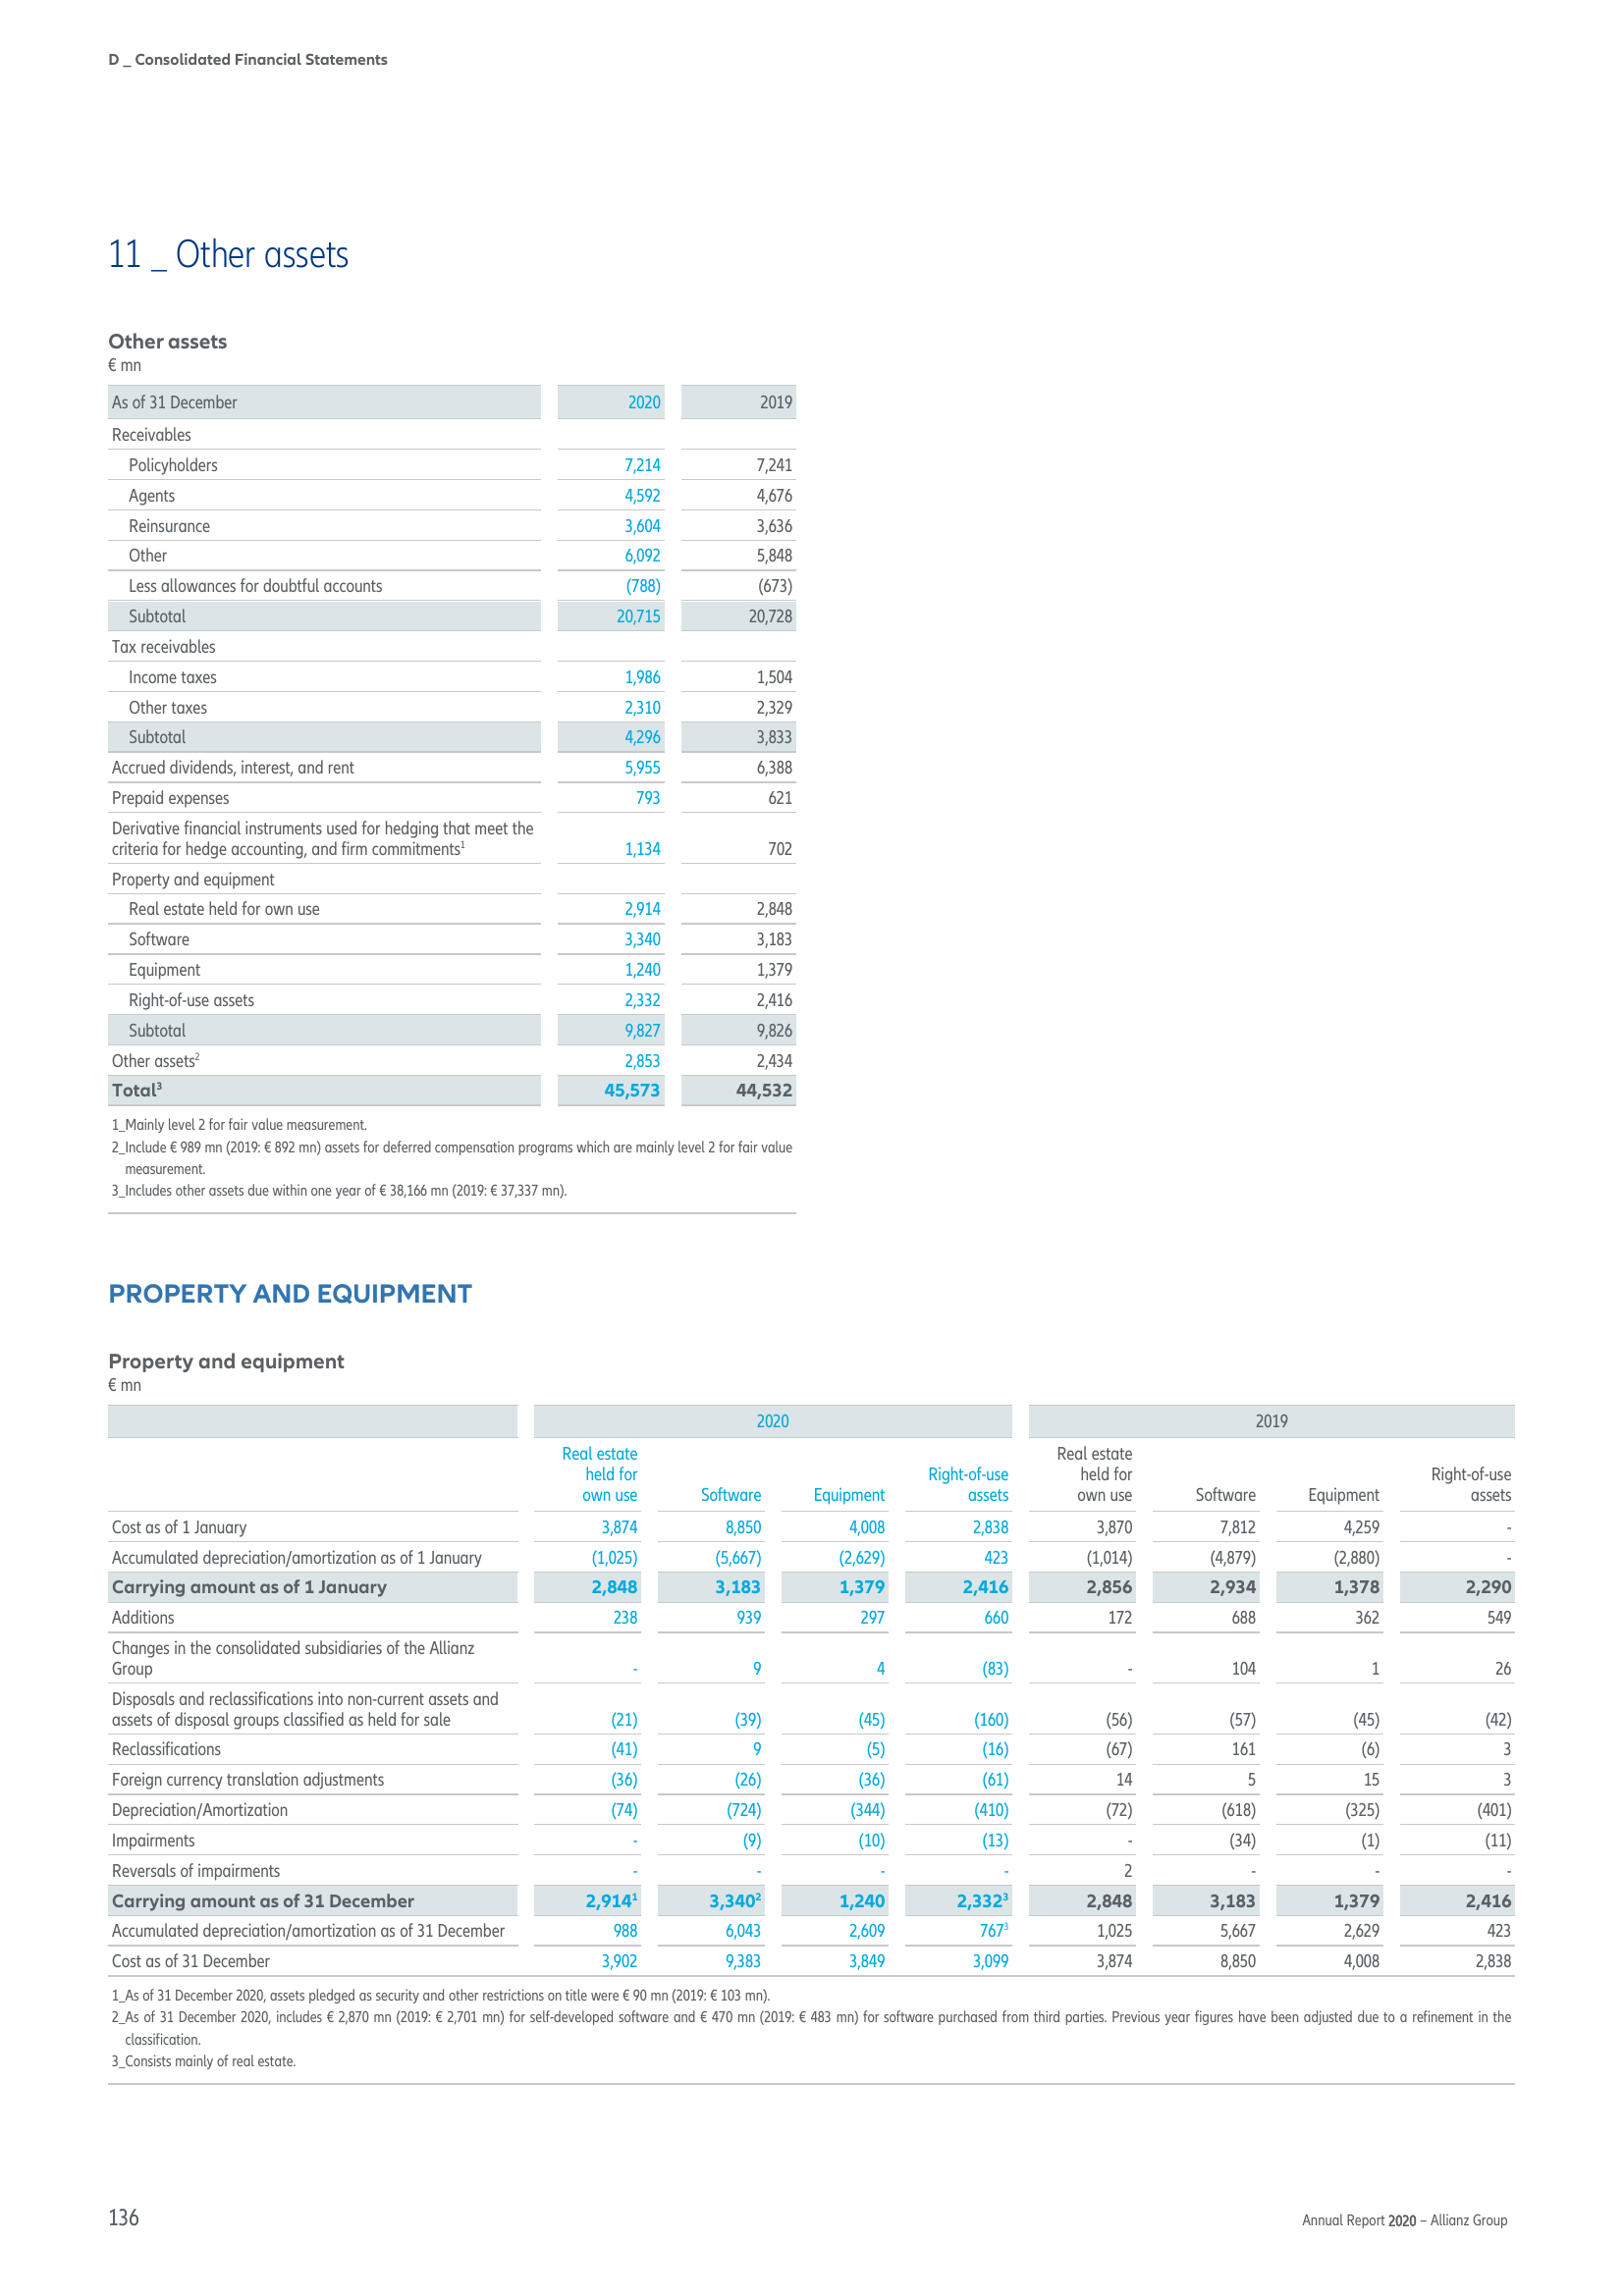 D _ Consolidated Financial Statements
11 _ Other assets
Other assets
€ mn
As of 31 December 2020 2019
Receivables
Policyholders 7,214 7,241
Agents 4,592 4,676
Reinsurance 3,604 3,636
Other 6,092 5,848
Less allowances for doubtful accounts (788) (673)
Subtotal 20,715 20,728
Tax receivables
Income taxes 1,986 1,504
Other taxes 2,310 2,329
Subtotal 4,296 3,833
Accrued dividends, interest, and rent 5,955 6,388
Prepaid expenses 793 621
Derivative financial instruments used for hedging that meet the
criteria for hedge accounting, and firm commitments1 1,134 702
Property and equipment
Real estate held for own use 2,914 2,848
Software 3,340 3,183
Equipment 1,240 1,379
Right-of-use assets 2,332 2,416
Subtotal 9,827 9,826
Other assets2 2,853 2,434
Total3 45,573 44,532
1_Mainly level 2 for fair value measurement.
2_Include € 989 mn (2019: € 892 mn) assets for deferred compensation programs which are mainly level 2 for fair value
measurement.
3_Includes other assets due within one year of € 38,166 mn (2019: € 37,337 mn).
PROPERTY AND EQUIPMENT
Property and equipment
€ mn
2020 2019
Real estate Real estate
held for Right-of-use held for Right-of-use
own use Software Equipment assets own use Software Equipment assets
Cost as of 1 January 3,874 8,850 4,008 2,838 3,870 7,812 4,259 -
Accumulated depreciation/amortization as of 1 January (1,025) (5,667) (2,629) 423 (1,014) (4,879) (2,880) -
Carrying amount as of 1 January 2,848 3,183 1,379 2,416 2,856 2,934 1,378 2,290
Additions 238 939 297 660 172 688 362 549
Changes in the consolidated subsidiaries of the Allianz
Group - 9 4 (83) - 104 1 26
Disposals and reclassifications into non-current assets and
assets of disposal groups classified as held for sale (21) (39) (45) (160) (56) (57) (45) (42)
Reclassifications (41) 9 (5) (16) (67) 161 (6) 3
Foreign currency translation adjustments (36) (26) (36) (61) 14 5 15 3
Depreciation/Amortization (74) (724) (344) (410) (72) (618) (325) (401)
Impairments - (9) (10) (13) - (34) (1) (11)
Reversals of impairments - - - - 2 - - -
Carrying amount as of 31 December 2,9141 3,3402 1,240 2,3323 2,848 3,183 1,379 2,416
Accumulated depreciation/amortization as of 31 December 988 6,043 2,609 7673 1,025 5,667 2,629 423
Cost as of 31 December 3,902 9,383 3,849 3,099 3,874 8,850 4,008 2,838
1_As of 31 December 2020, assets pledged as security and other restrictions on title were € 90 mn (2019: € 103 mn).
2_As of 31 December 2020, includes € 2,870 mn (2019: € 2,701 mn) for self-developed software and € 470 mn (2019: € 483 mn) for software purchased from third parties. Previous year figures have been adjusted due to a refinement in the
classification.
3_Consists mainly of real estate.
136 Annual Report 2020 – Allianz Group